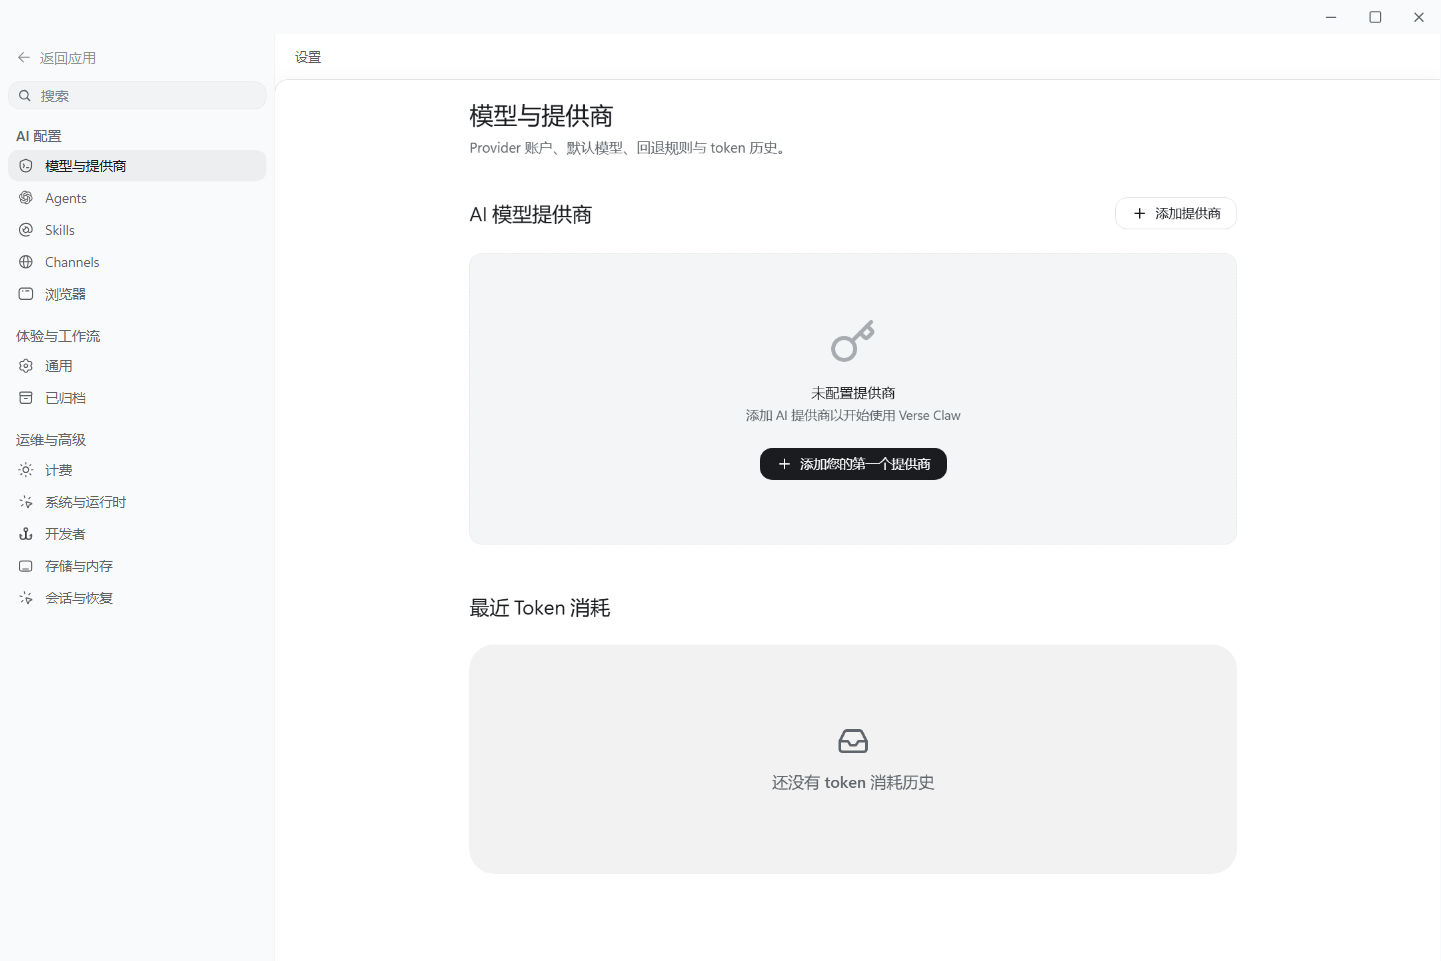 返回应用
搜索
AI 配置
模型与提供商
Agents
Skills
Channels
浏览器
体验与工作流
通用
已归档
运维与高级
计费
系统与运行时
开发者
存储与内存
会话与恢复
设置
模型与提供商
Provider 账户、默认模型、回退规则与 token 历史。
AI 模型提供商
添加提供商
未配置提供商
添加 AI 提供商以开始使用 Verse Claw
添加您的第一个提供商
最近 Token 消耗
还没有 token 消耗历史